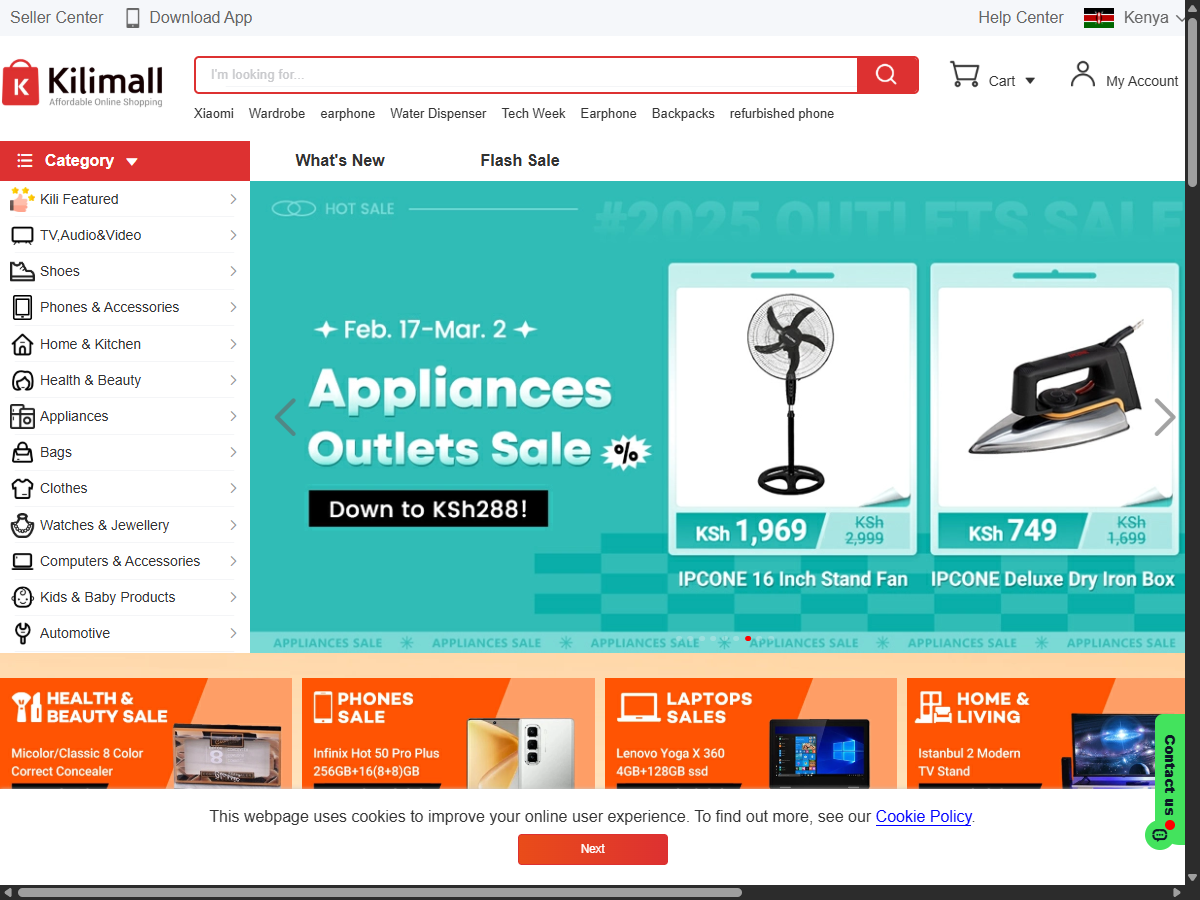 Seller Center
Download App
Help Center
Kenya
K
Kilimall
Affordable Online Shopping
I'm looking for...
Cart
My Account
Xiaomi
Wardrobe
earphone
Water Dispenser
Tech Week
Earphone
Backpacks
refurbished phone
Category
What's New
Flash Sale
Kili Featured
TV,Audio&Video
Shoes
Phones & Accessories
Home & Kitchen
Health & Beauty
Appliances
Bags
Clothes
Watches & Jewellery
Computers & Accessories
Kids & Baby Products
Automotive
HOT SALE
#2025 OUTLETS SALE
Feb. 17-Mar. 2
Appliances
Outlets Sale %
Down to KSh288!
KSh 1,969
KSh
2,999
IPCONE 16 Inch Stand Fan
KSh 749
KSh
1,699
IPCONE Deluxe Dry Iron Box
APPLIANCES SALE APPLIANCES SALE APPLIANCES SALE APPLIANCES SALE APPLIANCES SALE APPLIANCES SALE
HEALTH &
BEAUTY SALE
Micolor/Classic 8 Color
Correct Concealer
PHONES
SALE
Infinix Hot 50 Pro Plus
256GB+16(8+8)GB
LAPTOPS
SALES
Lenovo Yoga X 360
4GB+128GB ssd
HOME &
LIVING
Istanbul 2 Modern
TV Stand
Contact us
This webpage uses cookies to improve your online user experience. To find out more, see our Cookie Policy.
Next